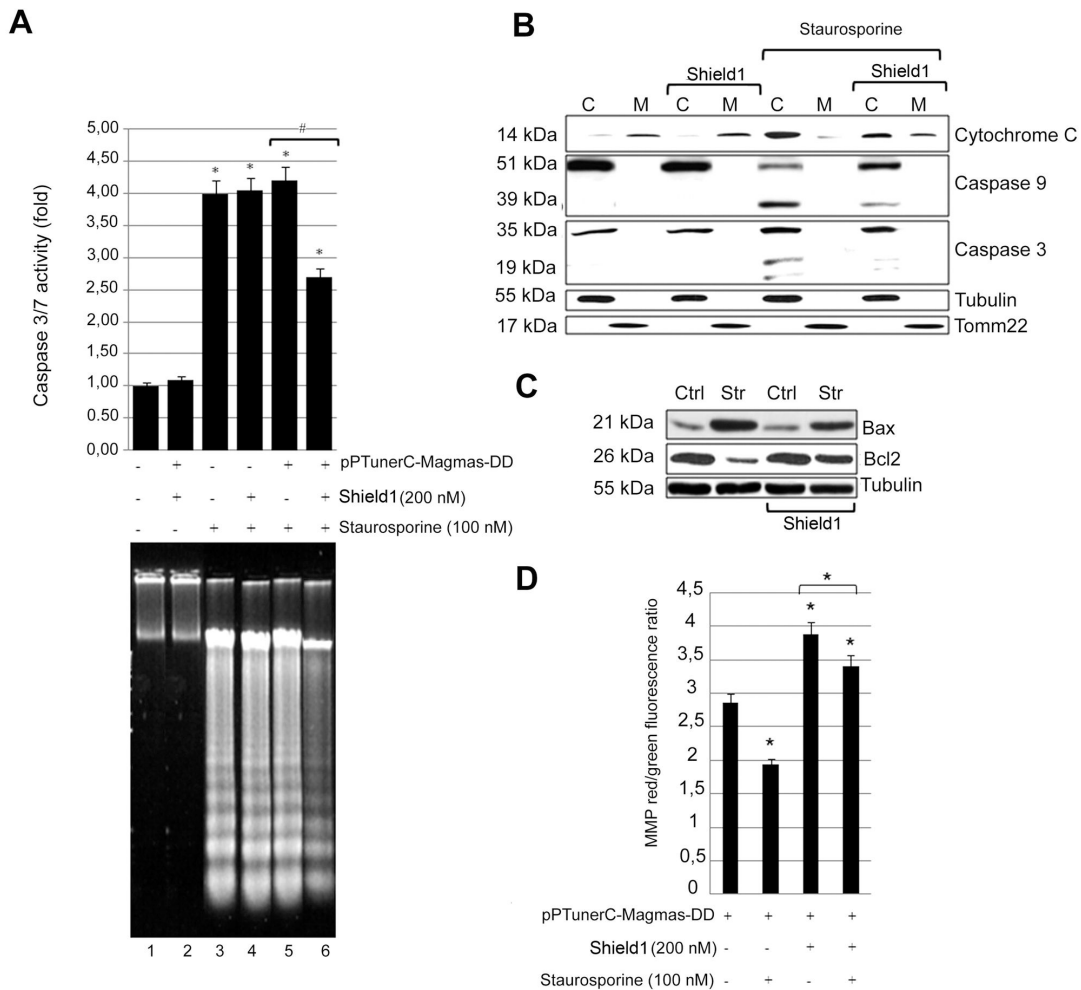 A
5,00
4,50
4,00
3,50
3,00
2,50
2,00
1,50
1,00
0.50
0,00
Caspase 3/7 activity (fold)
* * * *
#
- + - - + + pPTunerC-Magmas-DD
- + - + - + Shield1 (200 nM)
- - + + + + Staurosporine (100 nM)
1 2 3 4 5 6
B
Staurosporine
Shield1 Shield1
C M C M C M C M
14 kDa Cytochrome C
51 kDa
Caspase 9
39 kDa
35 kDa
Caspase 3
19 kDa
55 kDa Tubulin
17 kDa Tomm22
C
Ctrl Str Ctrl Str
21 kDa Bax
26 kDa Bcl2
55 kDa Tubulin
Shield1
D
4,5
4
3,5
3
2,5
2
1,5
1
0,5
0
MMP red/green fluorescence ratio
*
* * *
pPTunerC-Magmas-DD + + + +
Shield1 (200 nM) - - + +
Staurosporine (100 nM) - + - +